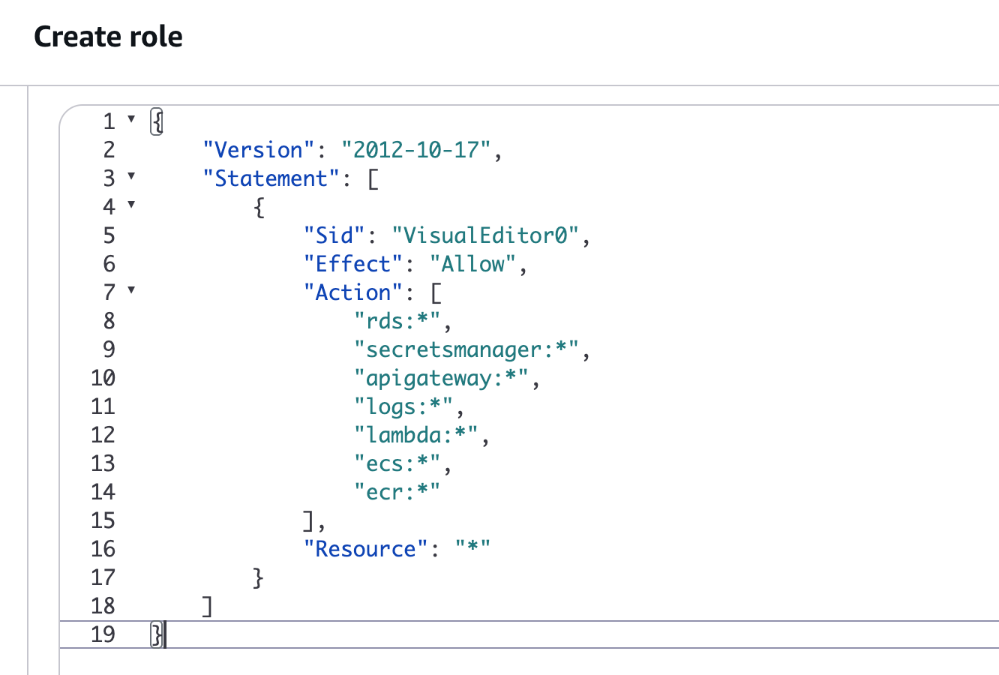 Create role
1 {
2 "Version": "2012-10-17",
3 "Statement": [
4 {
5 "Sid": "VisualEditor0",
6 "Effect": "Allow",
7 "Action": [
8 "rds:*",
9 "secretsmanager:*",
10 "apigateway:*",
11 "logs:*",
12 "lambda:*",
13 "ecs:*",
14 "ecr:*"
15 ],
16 "Resource": "*"
17 }
18 ]
19 }